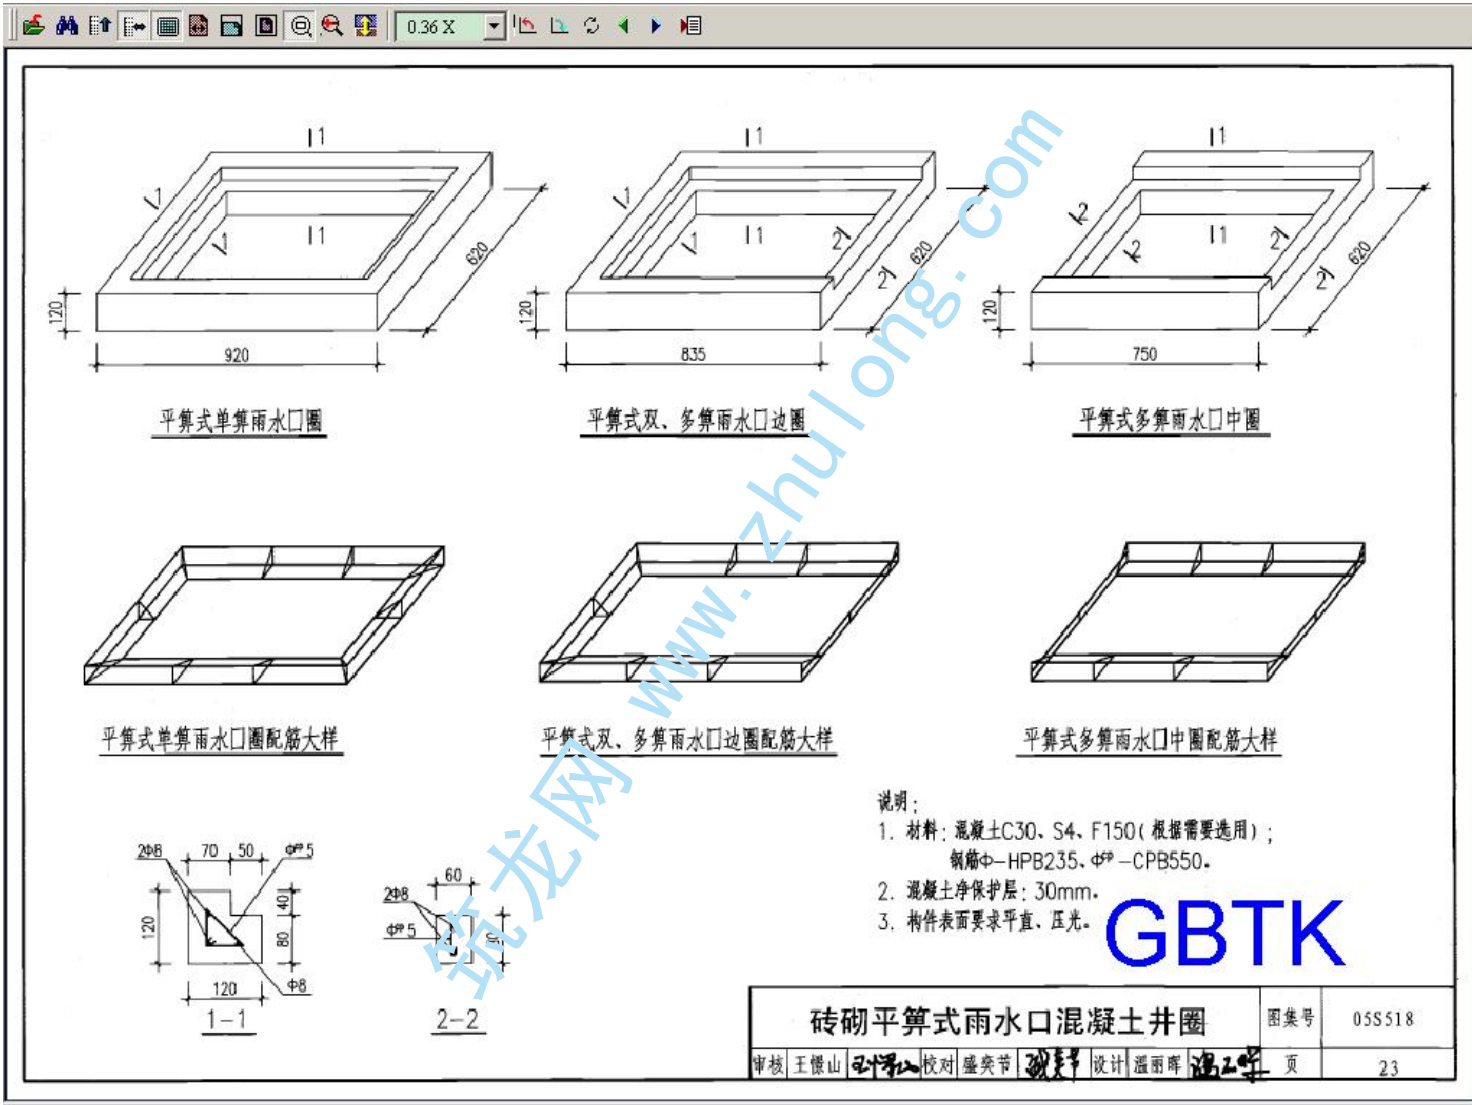 0.36 X
1 1 1
1 1 2
1 1 1 1 2 1 2
2 2
620 620 620
120 120 120
920 835 750
平箅式单箅雨水口圈 平箅式双、多箅雨水口边圈 平箅式多箅雨水口中圈
平箅式单箅雨水口圈配筋大样 平箅式双、多箅雨水口边圈配筋大样 平箅式多箅雨水口中圈配筋大样
说明:
1. 材料: 混凝土C30、S4、F150(根据需要选用);
钢筋Φ-HPB235、Φᵇᵖ-CPB550。
2. 混凝土净保护层: 30mm。
3. 构件表面要求平直、压光。
2Φ8 70 50 5
120 40 80
120 Φ8
1-1
60
2Φ8
5
2-2
GBTK
砖砌平箅式雨水口混凝土井圈 图集号 05S518
审核 王憬山 校对 盛奕节 设计 温丽晖 页 23
筑龙网 www.zhulong.com